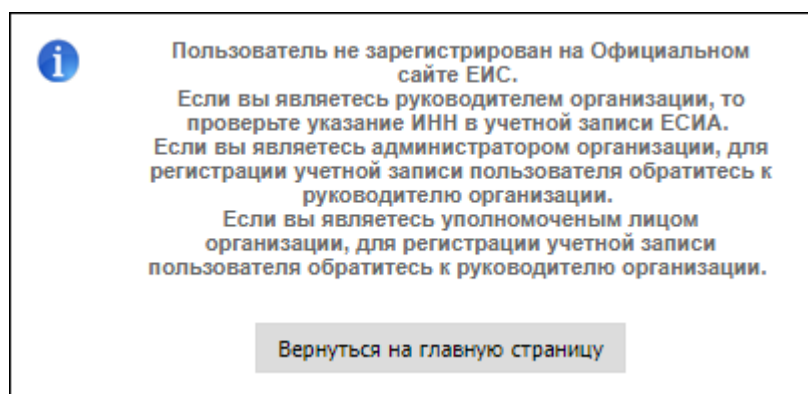 Пользователь не зарегистрирован на Официальном
сайте ЕИС.
Если вы являетесь руководителем организации, то
проверьте указание ИНН в учетной записи ЕСИА.
Если вы являетесь администратором организации, для
регистрации учетной записи пользователя обратитесь к
руководителю организации.
Если вы являетесь уполномоченым лицом
организации, для регистрации учетной записи
пользователя обратитесь к руководителю организации.
Вернуться на главную страницу